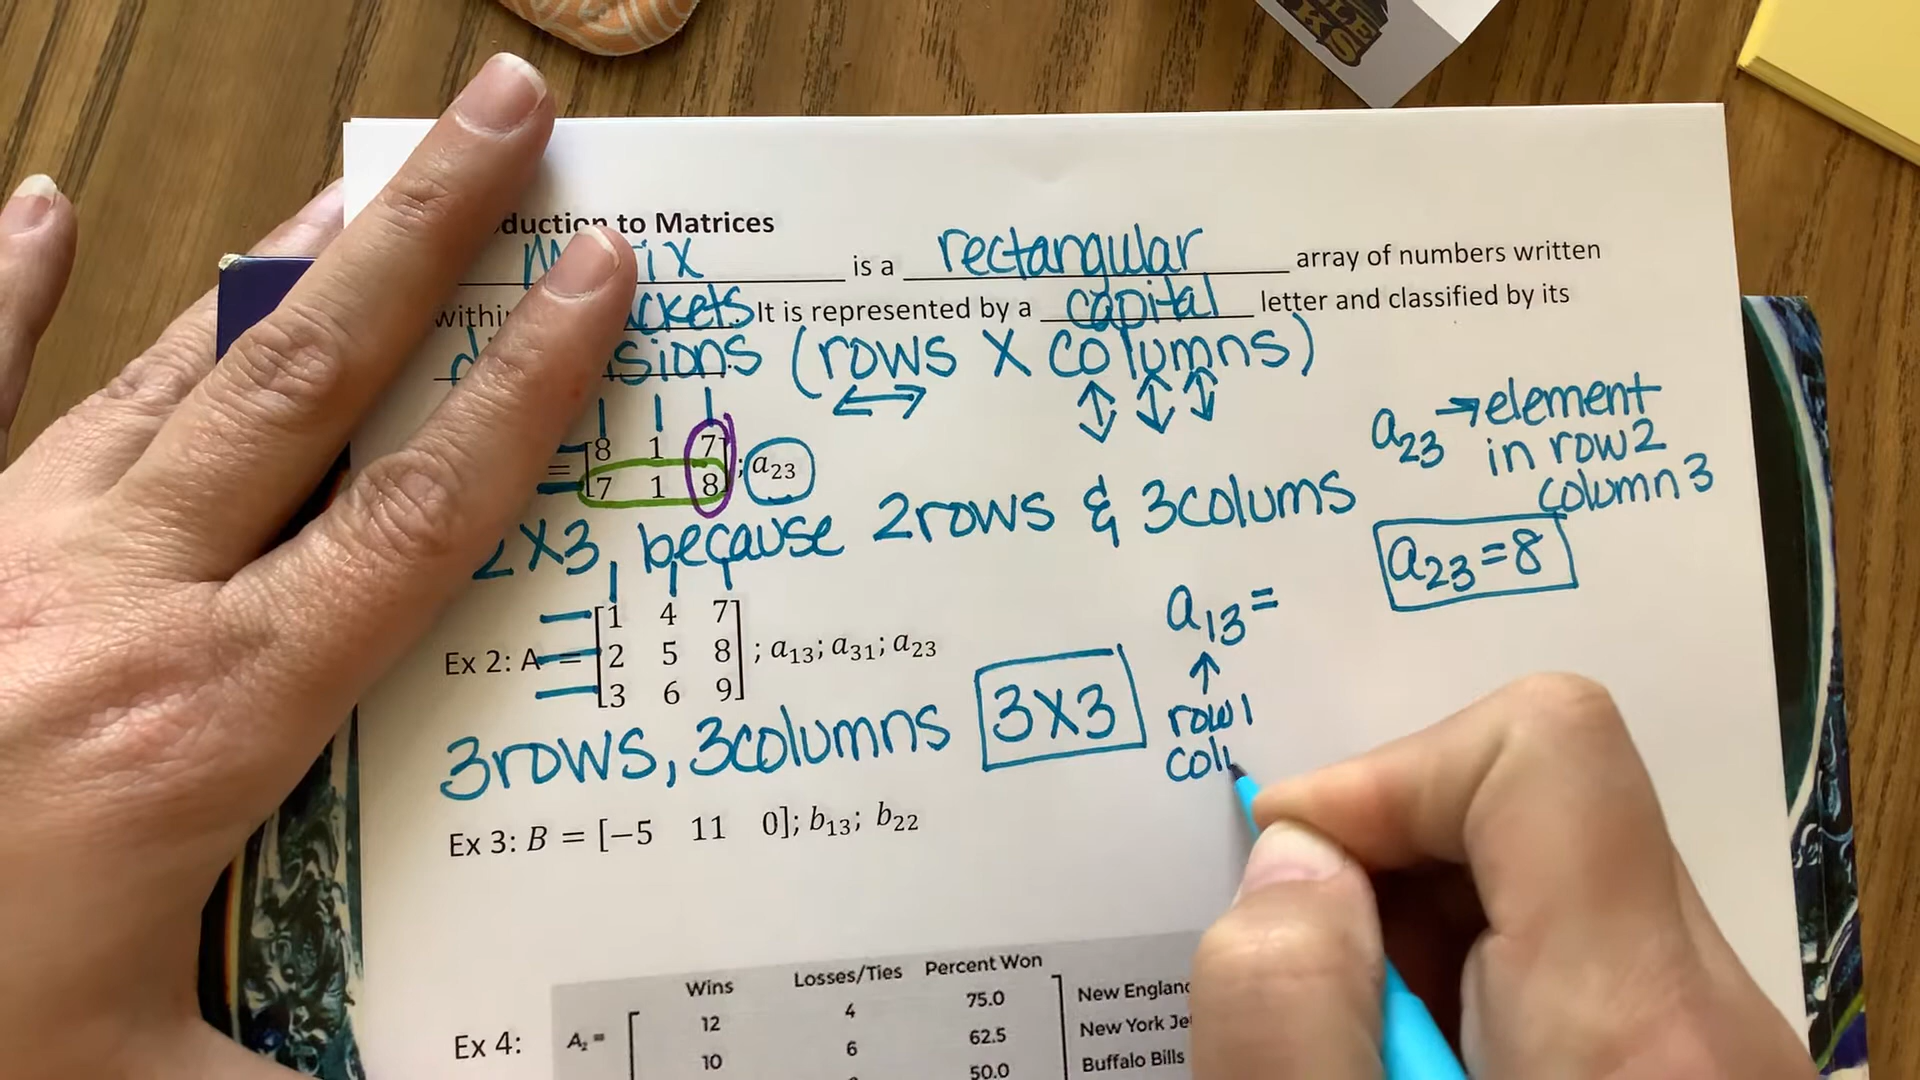 duction to Matrices
is a rectangular array of numbers written
ckets It is represented by a capital letter and classified by its
sions (rows X columns)
= [8 1 7
7 1 8]; a₂₃
a₂₃ → element
in row 2
column 3
2X3, because 2rows & 3colums
a₂₃ = 8
Ex 2: A = [1 4 7
2 5 8
3 6 9]; a₁₃; a₃₁; a₂₃
a₁₃ =
↑
row 1
3rows, 3columns 3X3
Ex 3: B = [−5 11 0]; b₁₃; b₂₂
Wins Losses/Ties Percent Won
Ex 4: A₂ = [12 4 75.0] New England
10 6 62.5 New York Je
50.0 Buffalo Bills